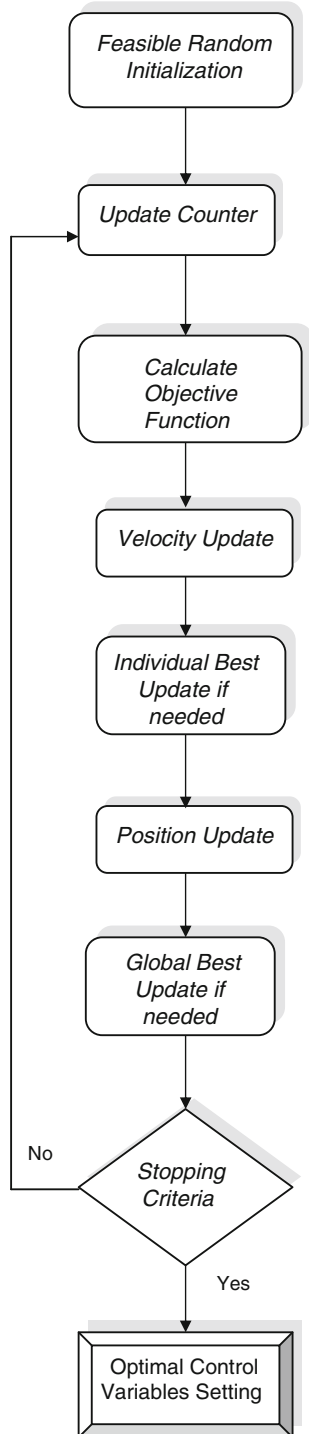 Feasible Random
Initialization
Update Counter
Calculate
Objective
Function
Velocity Update
Individual Best
Update if
needed
Position Update
Global Best
Update if
needed
No
Stopping
Criteria
Yes
Optimal Control
Variables Setting